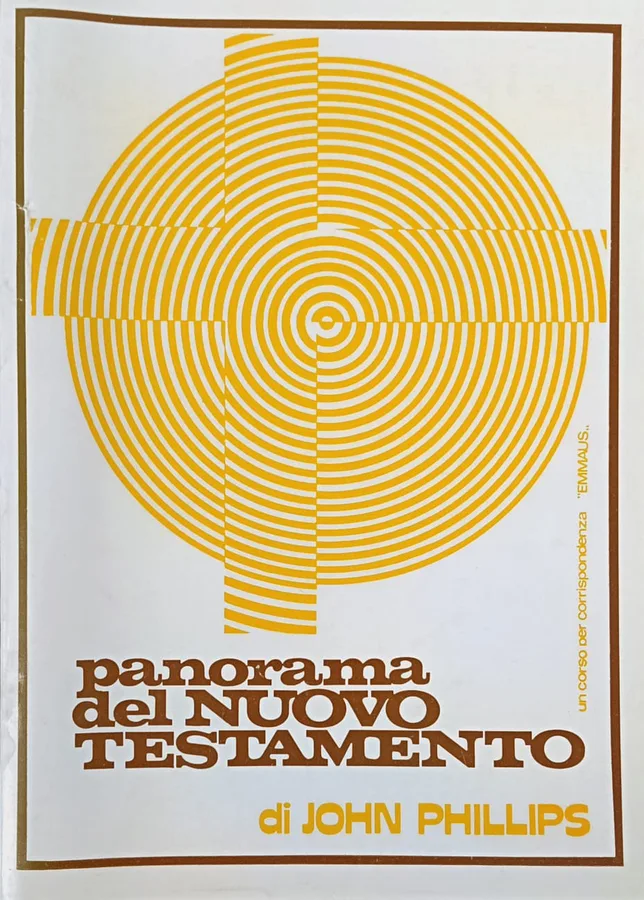 panorama
del NUOVO
TESTAMENTO
di JOHN PHILLIPS
un corso per corrispondenza "EMMAUS„